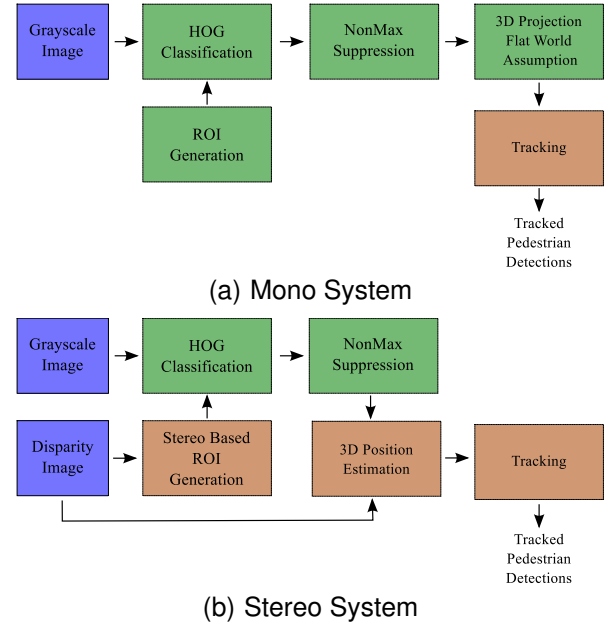 Grayscale
Image
HOG
Classification
NonMax
Suppression
3D Projection
Flat World
Assumption
ROI
Generation
Tracking
Tracked
Pedestrian
Detections
(a) Mono System
Grayscale
Image
HOG
Classification
NonMax
Suppression
Disparity
Image
Stereo Based
ROI
Generation
3D Position
Estimation
Tracking
Tracked
Pedestrian
Detections
(b) Stereo System